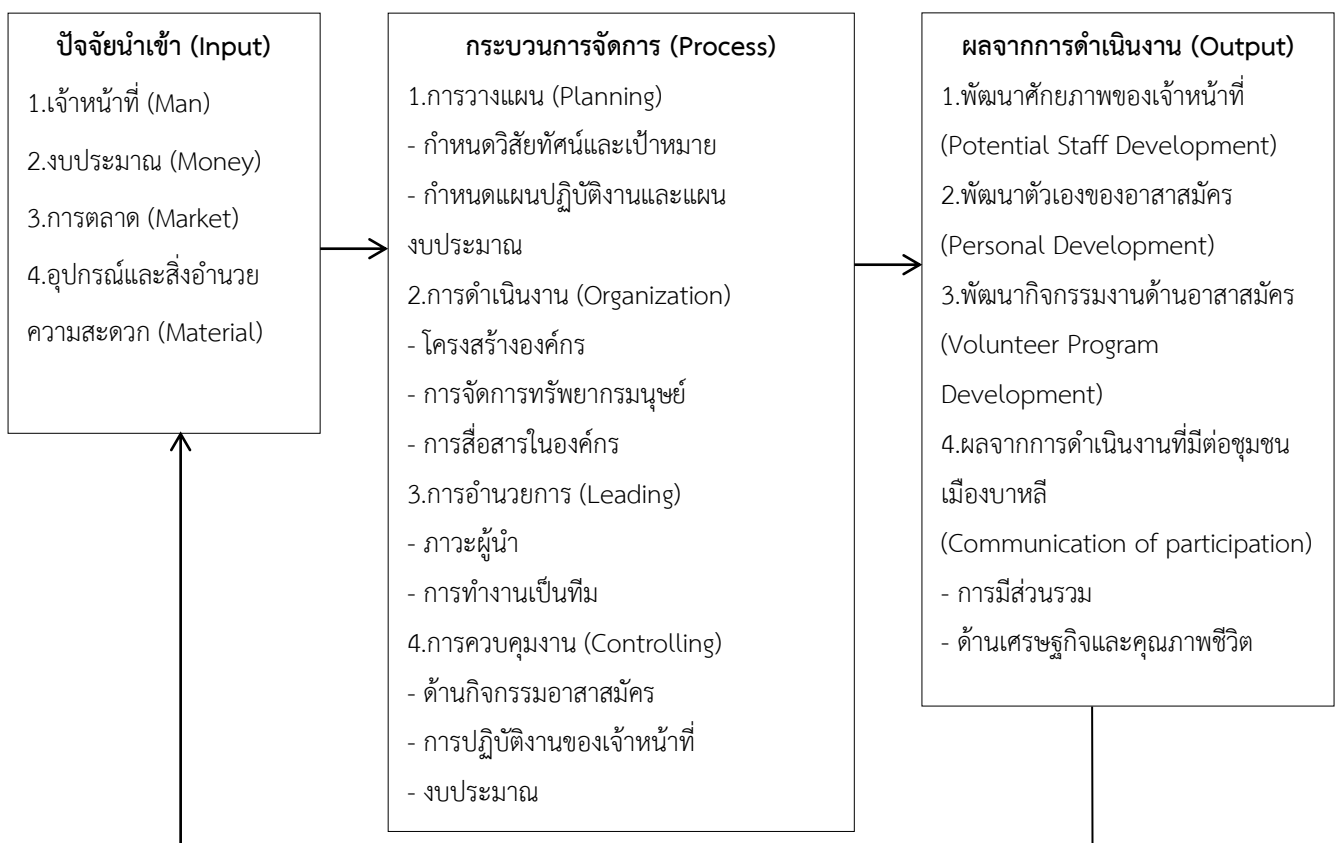 ปัจจัยนำเข้า (Input)
1.เจ้าหน้าที่ (Man)
2.งบประมาณ (Money)
3.การตลาด (Market)
4.อุปกรณ์และสิ่งอำนวย
ความสะดวก (Material)
กระบวนการจัดการ (Process)
1.การวางแผน (Planning)
- กำหนดวิสัยทัศน์และเป้าหมาย
- กำหนดแผนปฏิบัติงานและแผน
งบประมาณ
2.การดำเนินงาน (Organization)
- โครงสร้างองค์กร
- การจัดการทรัพยากรมนุษย์
- การสื่อสารในองค์กร
3.การอำนวยการ (Leading)
- ภาวะผู้นำ
- การทำงานเป็นทีม
4.การควบคุมงาน (Controlling)
- ด้านกิจกรรมอาสาสมัคร
- การปฏิบัติงานของเจ้าหน้าที่
- งบประมาณ
ผลจากการดำเนินงาน (Output)
1.พัฒนาศักยภาพของเจ้าหน้าที่
(Potential Staff Development)
2.พัฒนาตัวเองของอาสาสมัคร
(Personal Development)
3.พัฒนากิจกรรมงานด้านอาสาสมัคร
(Volunteer Program
Development)
4.ผลจากการดำเนินงานที่มีต่อชุมชน
เมืองบาหลี
(Communication of participation)
- การมีส่วนรวม
- ด้านเศรษฐกิจและคุณภาพชีวิต